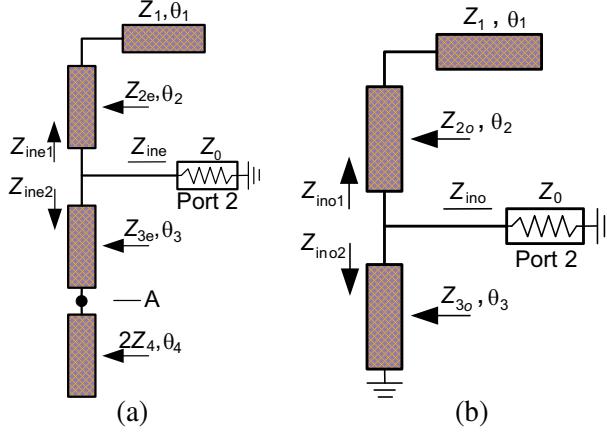 Z1,θ1
Z2e,θ2
Zine1
Zine
Z0
Zine2
Port 2
Z3e,θ3
A
2Z4,θ4
(a)
Z1 , θ1
Z2o , θ2
Zino1
Zino
Z0
Zino2
Port 2
Z3o , θ3
(b)